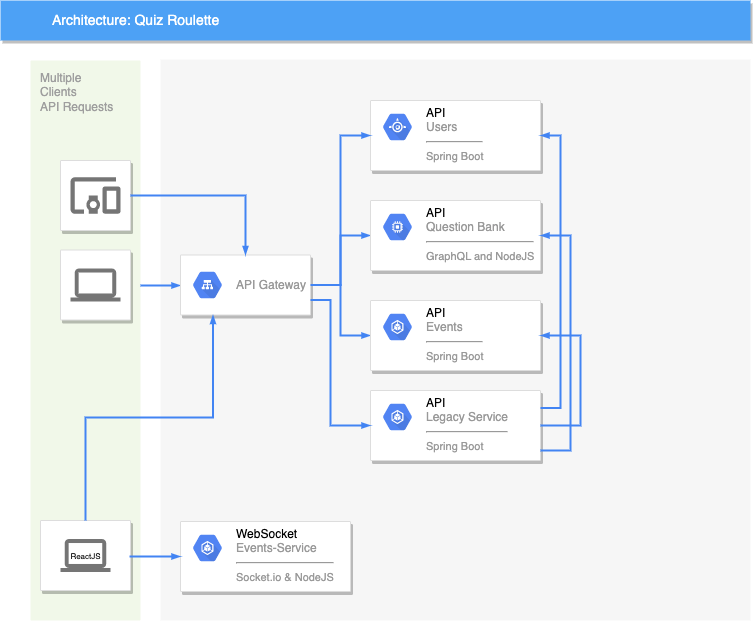 Architecture: Quiz Roulette
Multiple
Clients
API Requests
API
Users
Spring Boot
API
Question Bank
GraphQL and NodeJS
API Gateway
API
Events
Spring Boot
API
Legacy Service
Spring Boot
ReactJS
WebSocket
Events-Service
Socket.io & NodeJS